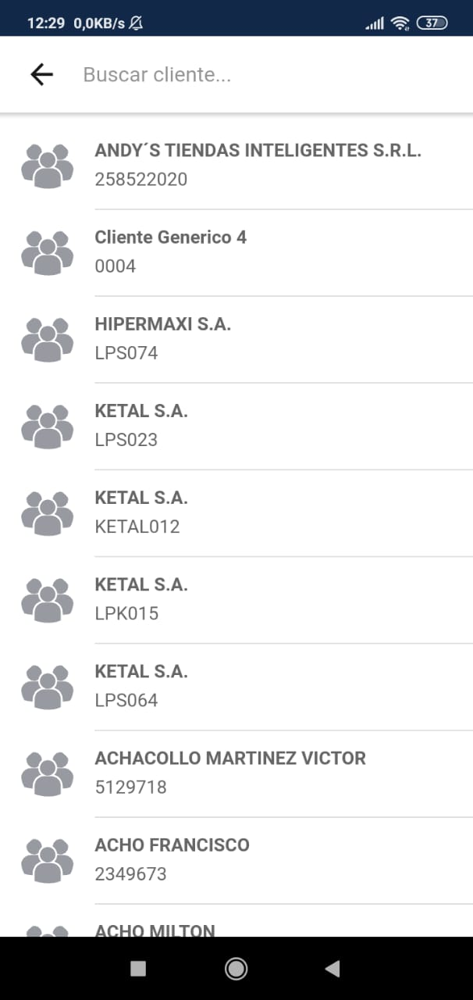 12:29 0,0KB/s 37
Buscar cliente...
ANDY´S TIENDAS INTELIGENTES S.R.L.
258522020
Cliente Generico 4
0004
HIPERMAXI S.A.
LPS074
KETAL S.A.
LPS023
KETAL S.A.
KETAL012
KETAL S.A.
LPK015
KETAL S.A.
LPS064
ACHACOLLO MARTINEZ VICTOR
5129718
ACHO FRANCISCO
2349673
ACHO MILTON